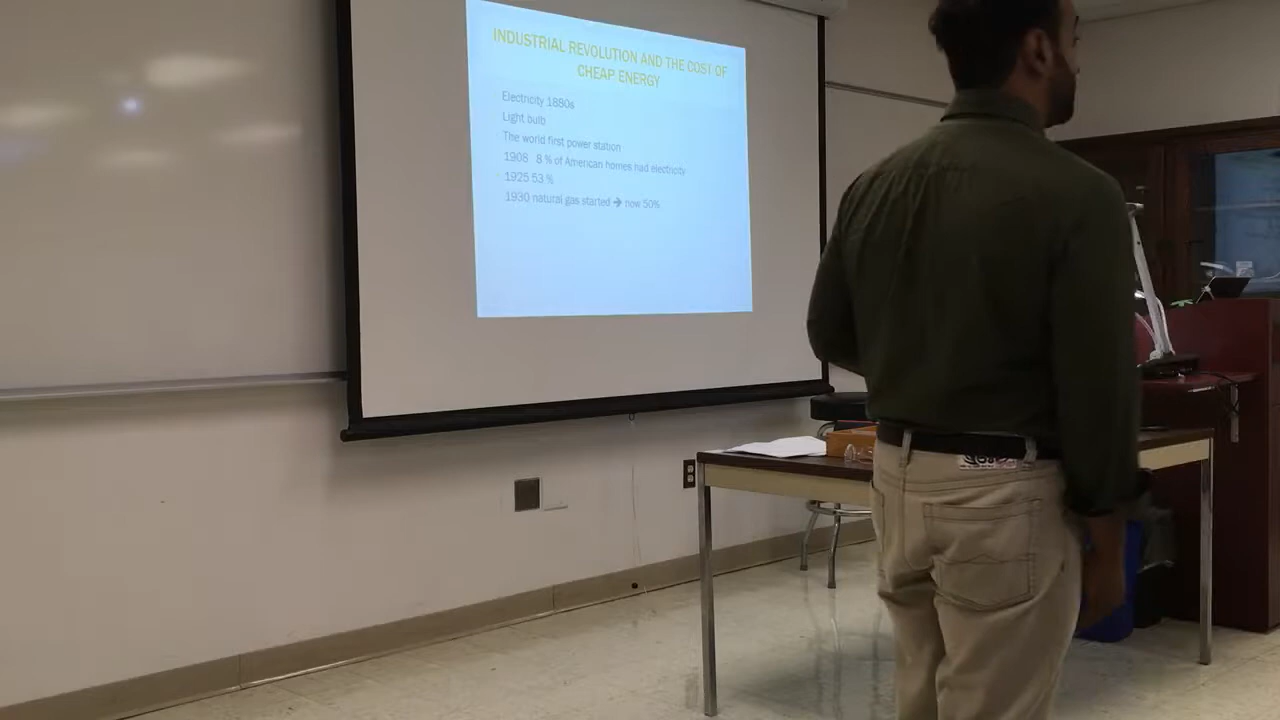 INDUSTRIAL REVOLUTION AND THE COST OF
CHEAP ENERGY
Electricity 1880s
Light bulb
The world first power station
1908 8 % of American homes had electricity
1925 53 %
1930 natural gas started → now 50%